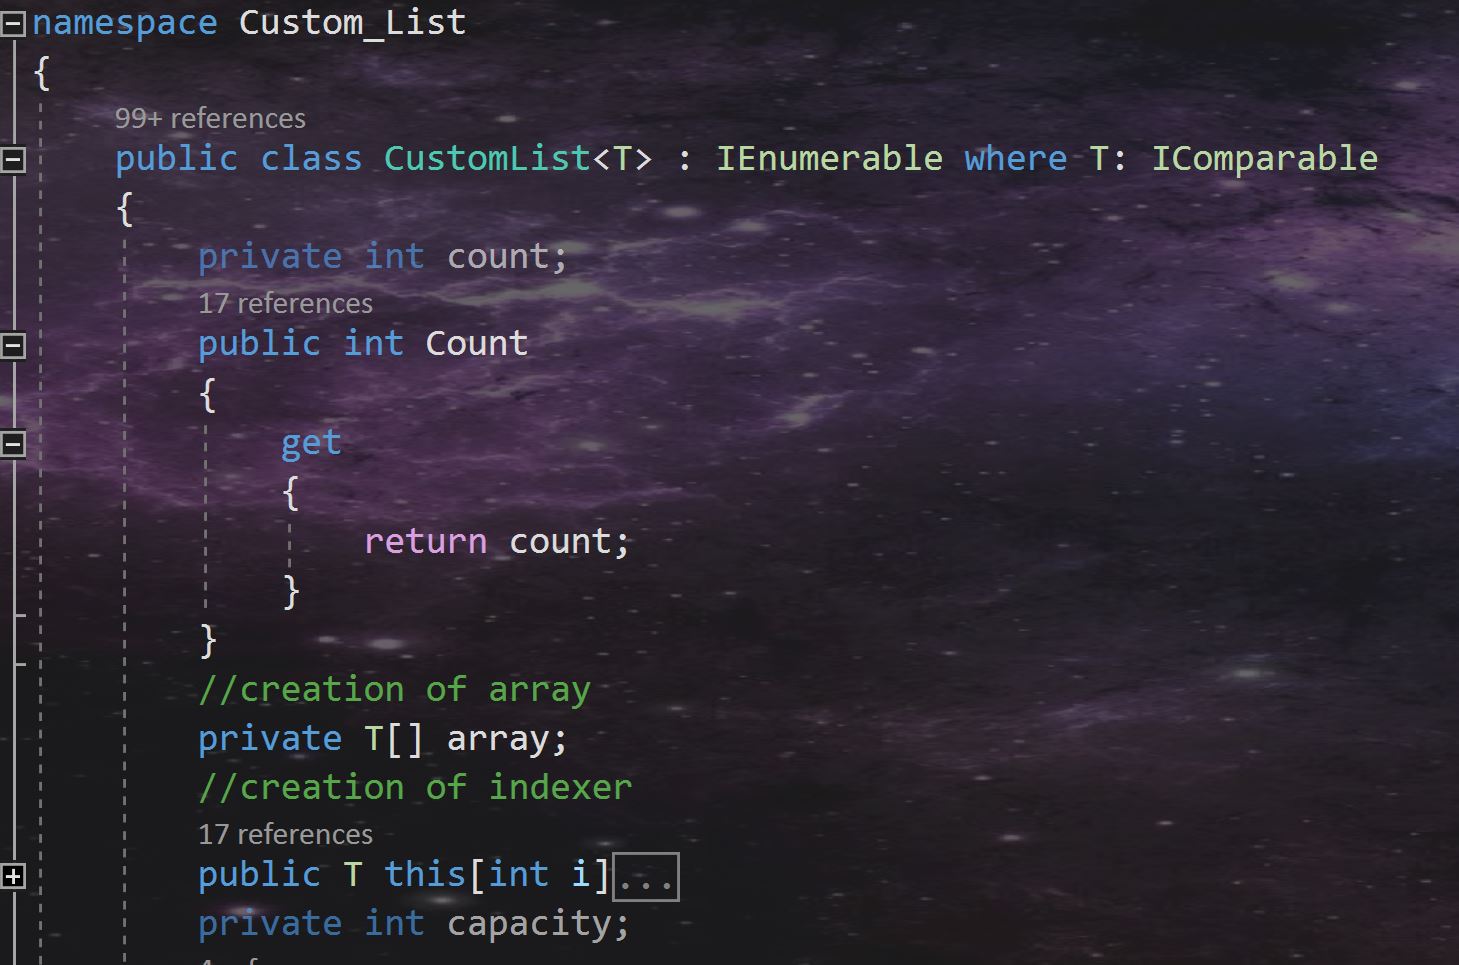 namespace Custom_List
{
99+ references
public class CustomList<T> : IEnumerable where T: IComparable
{
private int count;
17 references
public int Count
{
get
{
return count;
}
}
//creation of array
private T[] array;
//creation of indexer
17 references
public T this[int i]...
private int capacity;